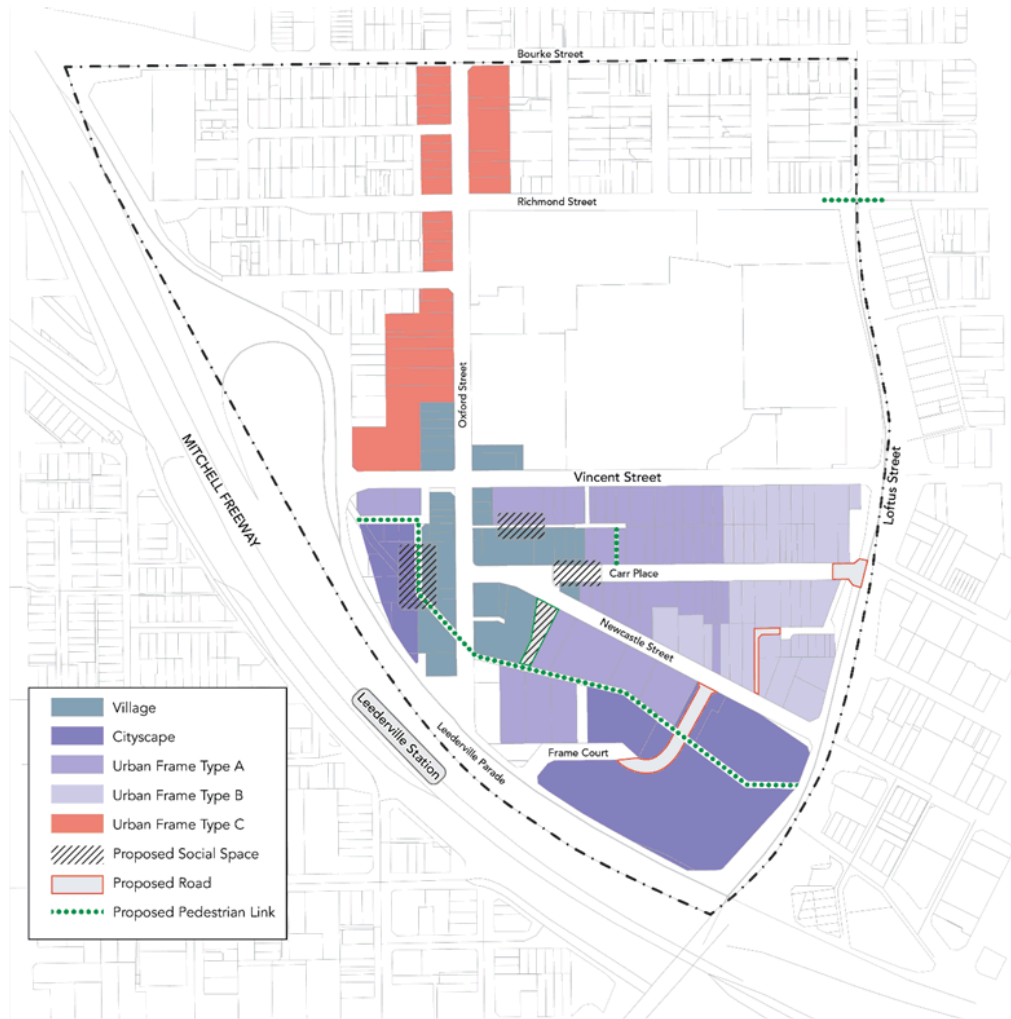 Bourke Street
Richmond Street
Oxford Street
MITCHELL FREEWAY
Vincent Street
Loftus Street
Carr Place
Newcastle Street
Leederville Station
Leederville Parade
Frame Court
Village
Cityscape
Urban Frame Type A
Urban Frame Type B
Urban Frame Type C
Proposed Social Space
Proposed Road
Proposed Pedestrian Link